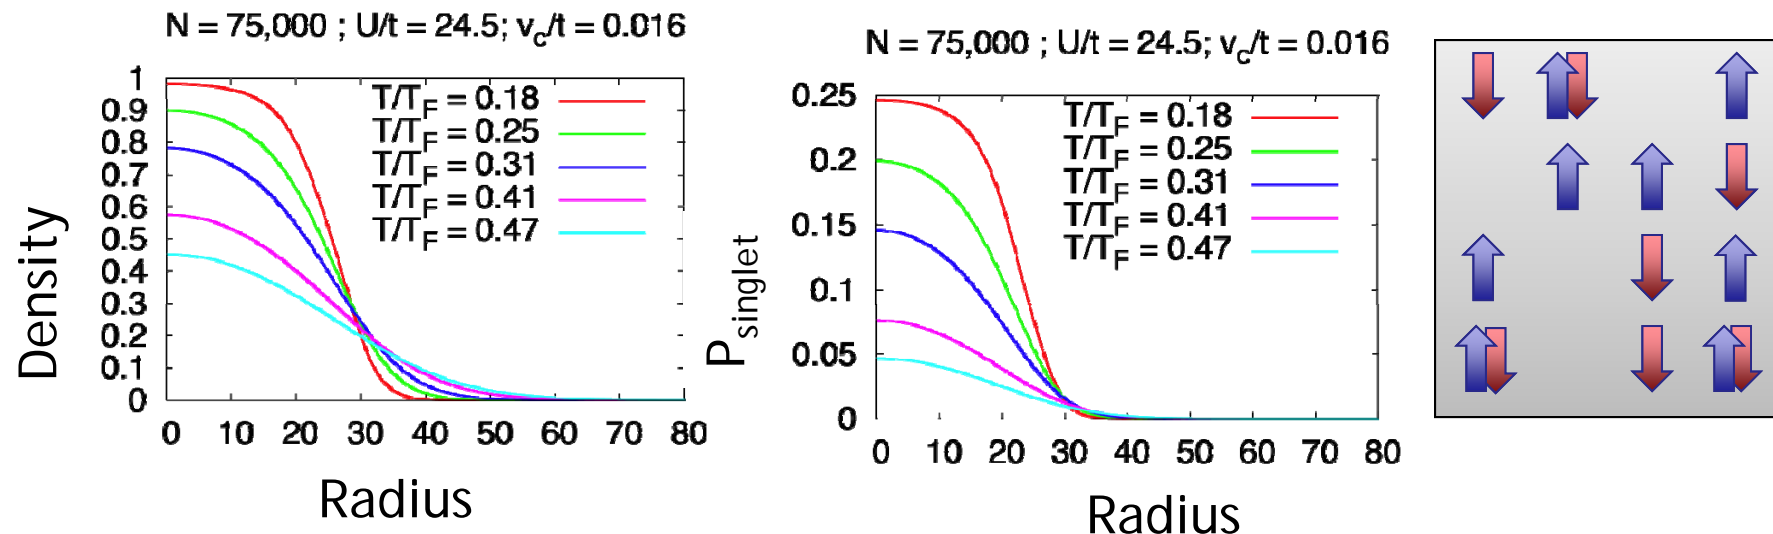 N = 75,000 ; U/t = 24.5; v_c/t = 0.016
T/T_F = 0.18
T/T_F = 0.25
T/T_F = 0.31
T/T_F = 0.41
T/T_F = 0.47
1
0.9
0.8
0.7
0.6
0.5
0.4
0.3
0.2
0.1
0
Density
0 10 20 30 40 50 60 70 80
Radius
N = 75,000 ; U/t = 24.5; v_c/t = 0.016
T/T_F = 0.18
T/T_F = 0.25
T/T_F = 0.31
T/T_F = 0.41
T/T_F = 0.47
0.25
0.2
0.15
0.1
0.05
0
P_singlet
0 10 20 30 40 50 60 70 80
Radius